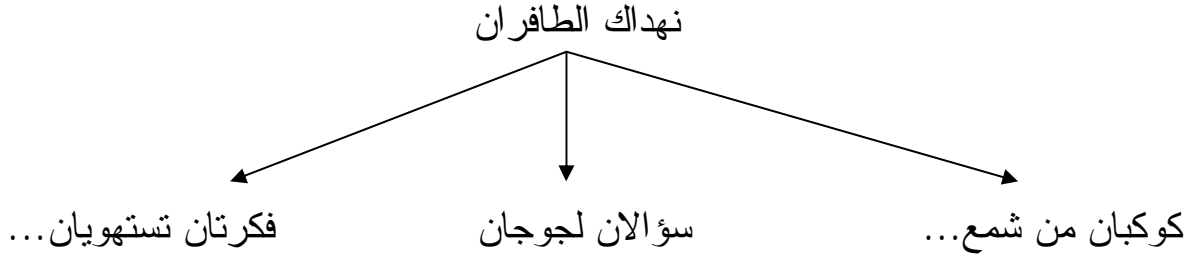 نهداك الطافران
كوكبان من شمع...
سؤالان لجوجان
فكرتان تستهويان...